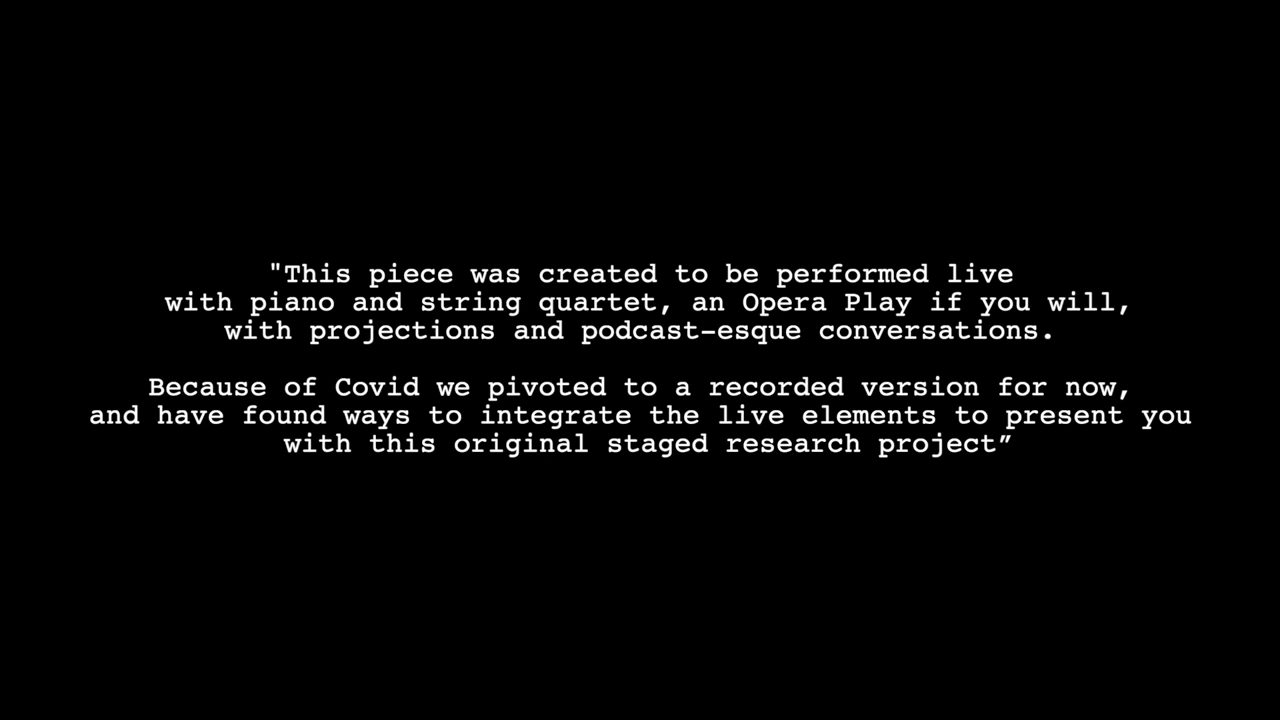 "This piece was created to be performed live
with piano and string quartet, an Opera Play if you will,
with projections and podcast-esque conversations.
Because of Covid we pivoted to a recorded version for now,
and have found ways to integrate the live elements to present you
with this original staged research project”